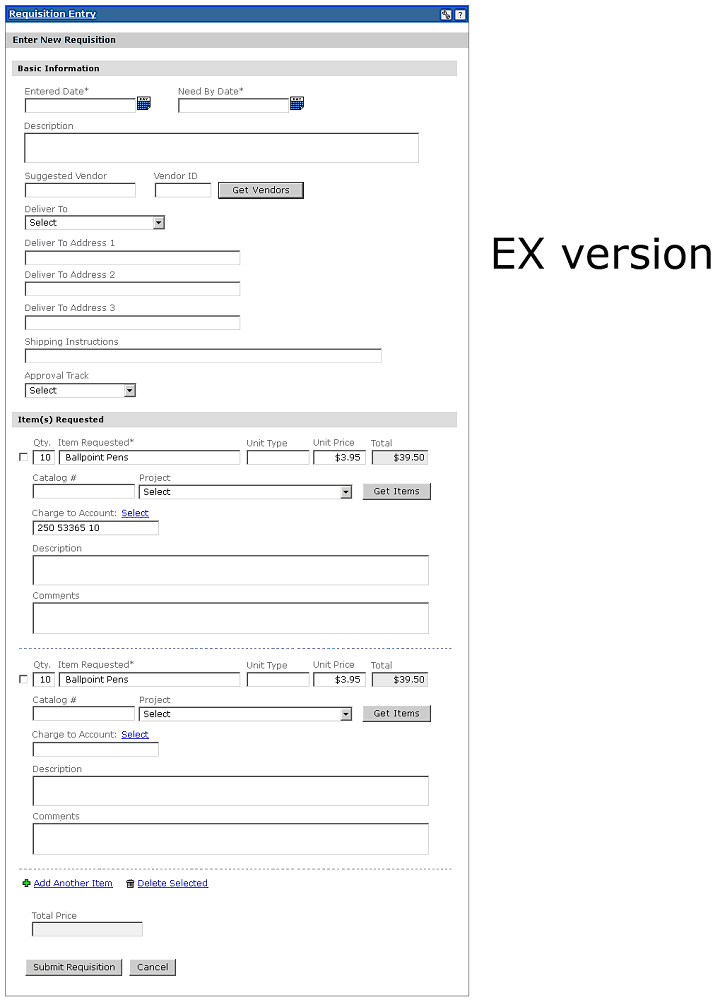 Requisition Entry
?
Enter New Requisition
Basic Information
Entered Date* Need By Date*
Description
Suggested Vendor Vendor ID
Get Vendors
Deliver To
Select
Deliver To Address 1
EX version
Deliver To Address 2
Deliver To Address 3
Shipping Instructions
Approval Track
Select
Item(s) Requested
Qty. Item Requested* Unit Type Unit Price Total
10 Ballpoint Pens $3.95 $39.50
Catalog # Project
Select Get Items
Charge to Account: Select
250 53365 10
Description
Comments
Qty. Item Requested* Unit Type Unit Price Total
10 Ballpoint Pens $3.95 $39.50
Catalog # Project
Select Get Items
Charge to Account: Select
Description
Comments
Add Another Item Delete Selected
Total Price
Submit Requisition Cancel